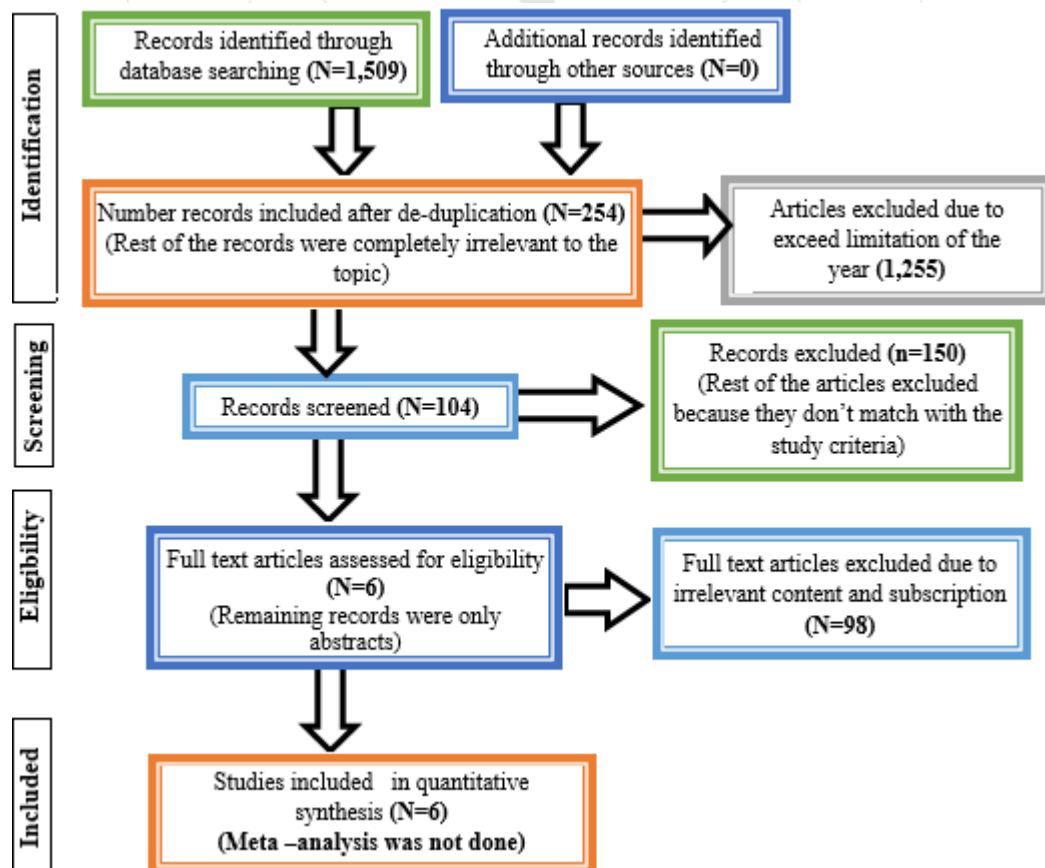 Identification
Records identified through
database searching (N=1,509)
Additional records identified
through other sources (N=0)
Number records included after de-duplication (N=254)
(Rest of the records were completely irrelevant to the
topic)
Articles excluded due to
exceed limitation of the
year (1,255)
Screening
Records screened (N=104)
Records excluded (n=150)
(Rest of the articles excluded
because they don’t match with the
study criteria)
Eligibility
Full text articles assessed for eligibility
(N=6)
(Remaining records were only
abstracts)
Full text articles excluded due to
irrelevant content and subscription
(N=98)
Included
Studies included in quantitative
synthesis (N=6)
(Meta –analysis was not done)